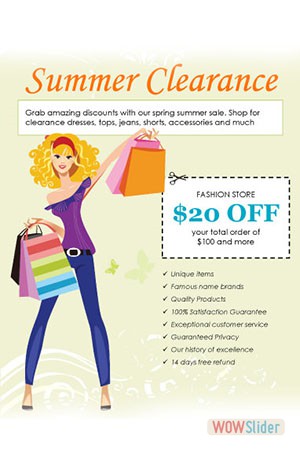 Summer Clearance
Grab amazing discounts with our spring summer sale. Shop for
clearance dresses, tops, jeans, shorts, accessories and much
FASHION STORE
$20 OFF
your total order of
$100 and more
✓ Unique items
✓ Famous name brands
✓ Quality Products
✓ 100% Satisfaction Guarantee
✓ Exceptional customer service
✓ Guaranteed Privacy
✓ Our history of excellence
✓ 14 days free refund
WOWSlider